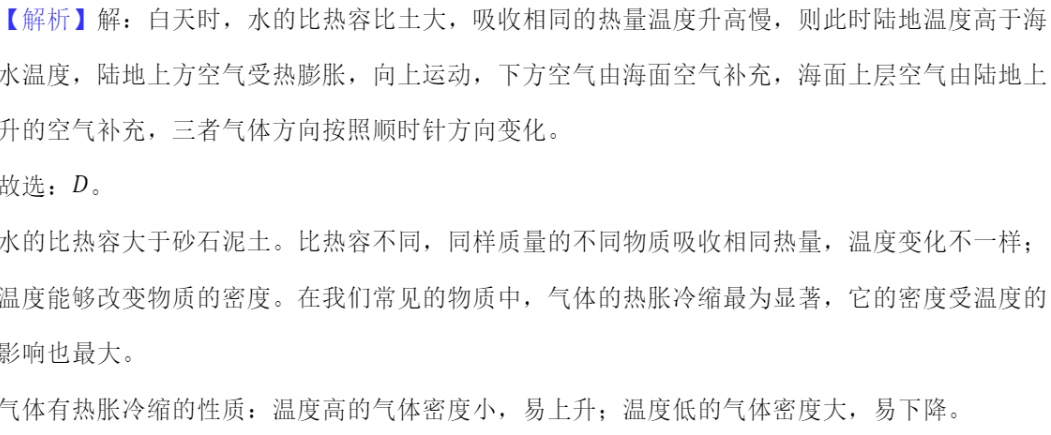 【解析】解：白天时，水的比热容比土大，吸收相同的热量温度升高慢，则此时陆地温度高于海
水温度，陆地上方空气受热膨胀，向上运动，下方空气由海面空气补充，海面上层空气由陆地上
升的空气补充，三者气体方向按照顺时针方向变化。
故选：D。
水的比热容大于砂石泥土。比热容不同，同样质量的不同物质吸收相同热量，温度变化不一样；
温度能够改变物质的密度。在我们常见的物质中，气体的热胀冷缩最为显著，它的密度受温度的
影响也最大。
气体有热胀冷缩的性质：温度高的气体密度小，易上升；温度低的气体密度大，易下降。